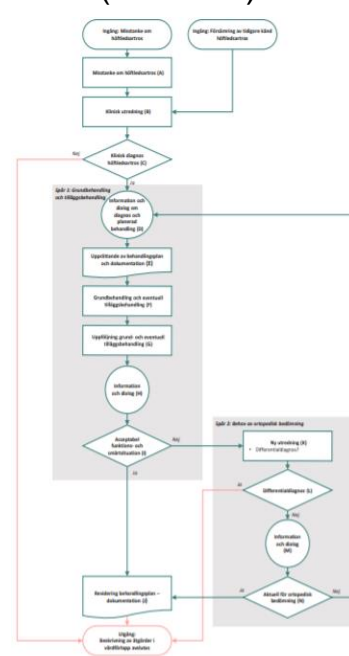 Ingång: Misstanke om
höftledsartros
Ingång: Försämring av tidigare känd
höftledsartros
Misstanke om höftledsartros (A)
Klinisk utredning (B)
Nej
Klinisk diagnos
höftledsartros (C)
Ja
Spår 1: Grundbehandling
och tilläggsbehandling
Information och
dialog om
diagnos och
planerad
behandling (D)
Upprättande av behandlingsplan
och dokumentation (E)
Grundbehandling och eventuell
tilläggsbehandling (F)
Uppföljning grund- och eventuell
tilläggsbehandling (G)
Information
och dialog (H)
Acceptabel
funktions- och
smärtsituation (I)
Nej
Ja
Spår 2: Behov av ortopedisk bedömning
Ny utredning (K)
• Differentialdiagnos?
Ja
Differentialdiagnos (L)
Nej
Information
och dialog
(M)
Revidering behandlingsplan –
dokumentation (J)
Nej
Aktuell för ortopedisk
bedömning (N)
Utgång:
Beskrivning av åtgärder i
vårdförlopp avslutas